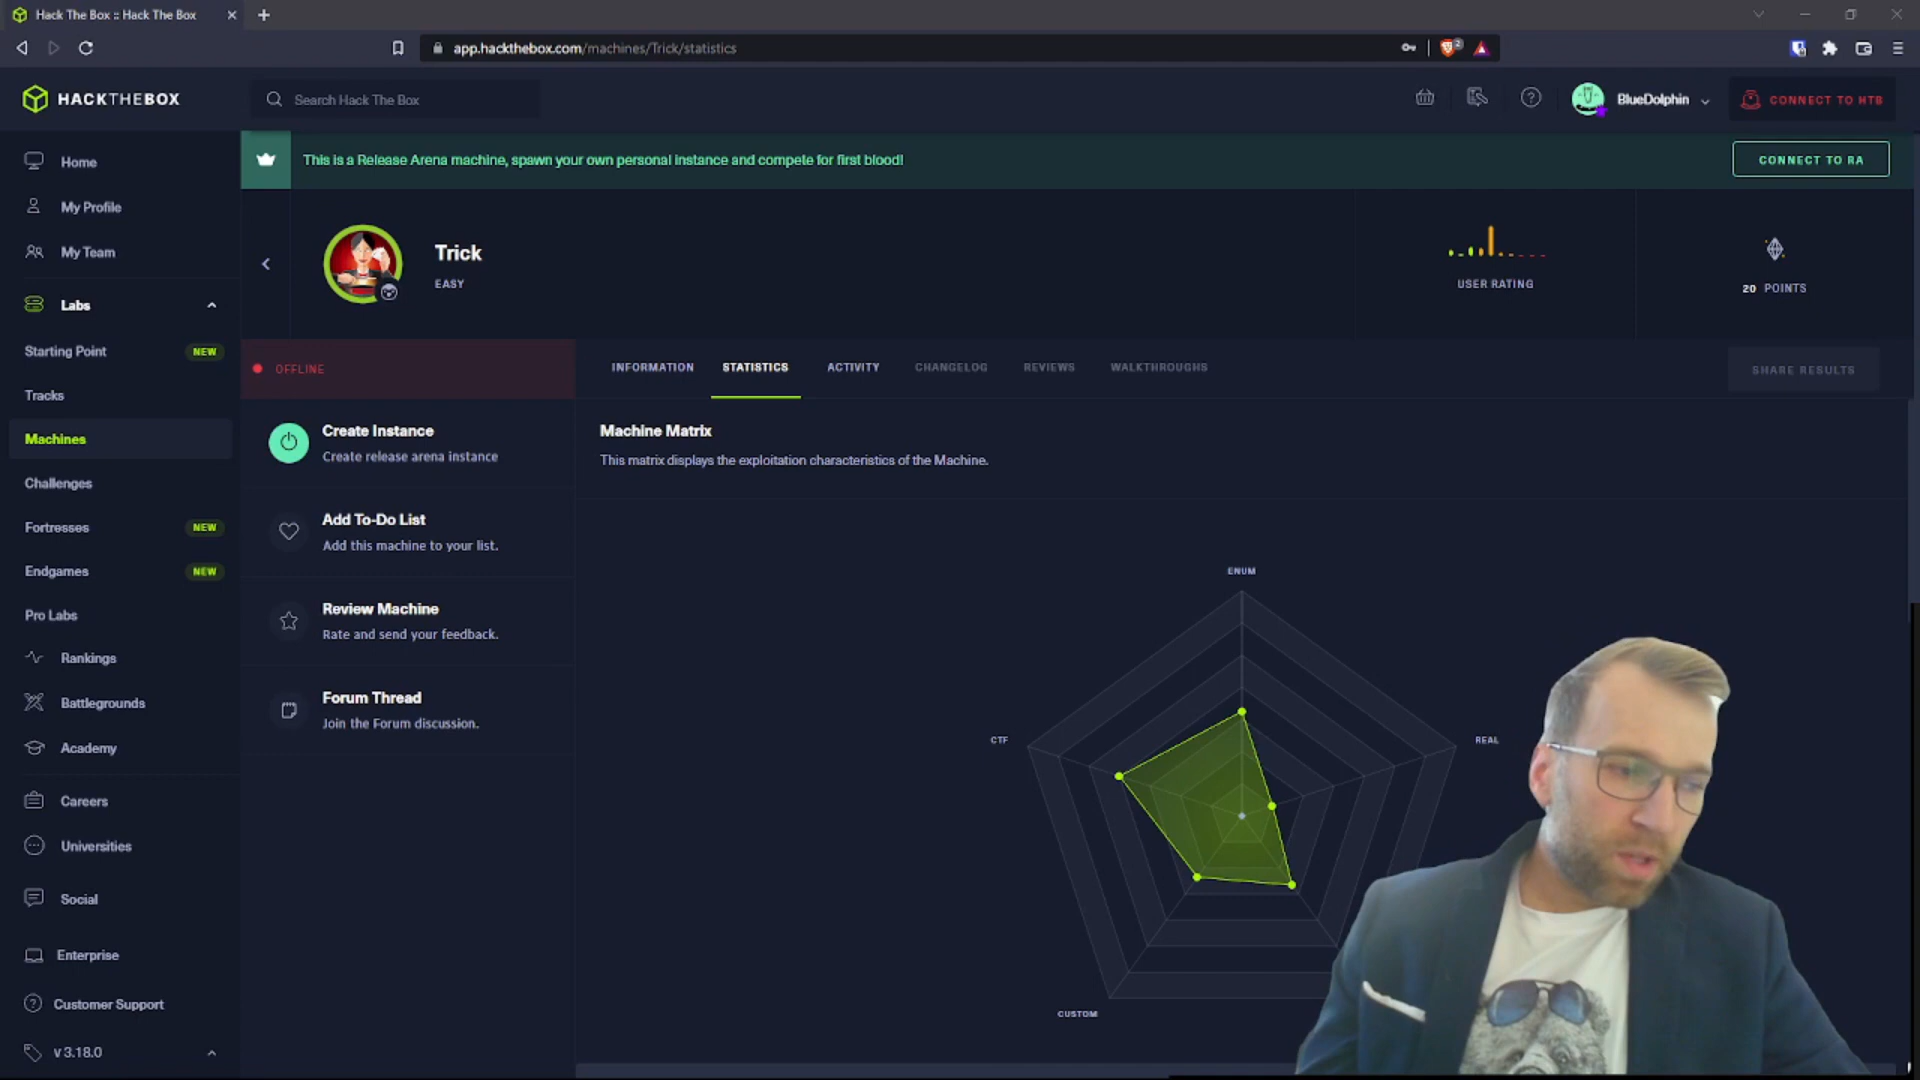 Hack The Box :: Hack The Box
app.hackthebox.com/machines/Trick/statistics
2
HACKTHEBOX
Search Hack The Box
BlueDolphin
CONNECT TO HTB
This is a Release Arena machine, spawn your own personal instance and compete for first blood!
CONNECT TO RA
Home
My Profile
My Team
Labs
Starting Point NEW
Tracks
Machines
Challenges
Fortresses NEW
Endgames NEW
Pro Labs
Rankings
Battlegrounds
Academy
Careers
Universities
Social
Enterprise
Customer Support
v 3.18.0
Trick
EASY
USER RATING
20 POINTS
OFFLINE
INFORMATION STATISTICS ACTIVITY CHANGELOG REVIEWS WALKTHROUGHS
SHARE RESULTS
Create Instance
Create release arena instance
Add To-Do List
Add this machine to your list.
Review Machine
Rate and send your feedback.
Forum Thread
Join the Forum discussion.
Machine Matrix
This matrix displays the exploitation characteristics of the Machine.
ENUM
CTF
REAL
CUSTOM